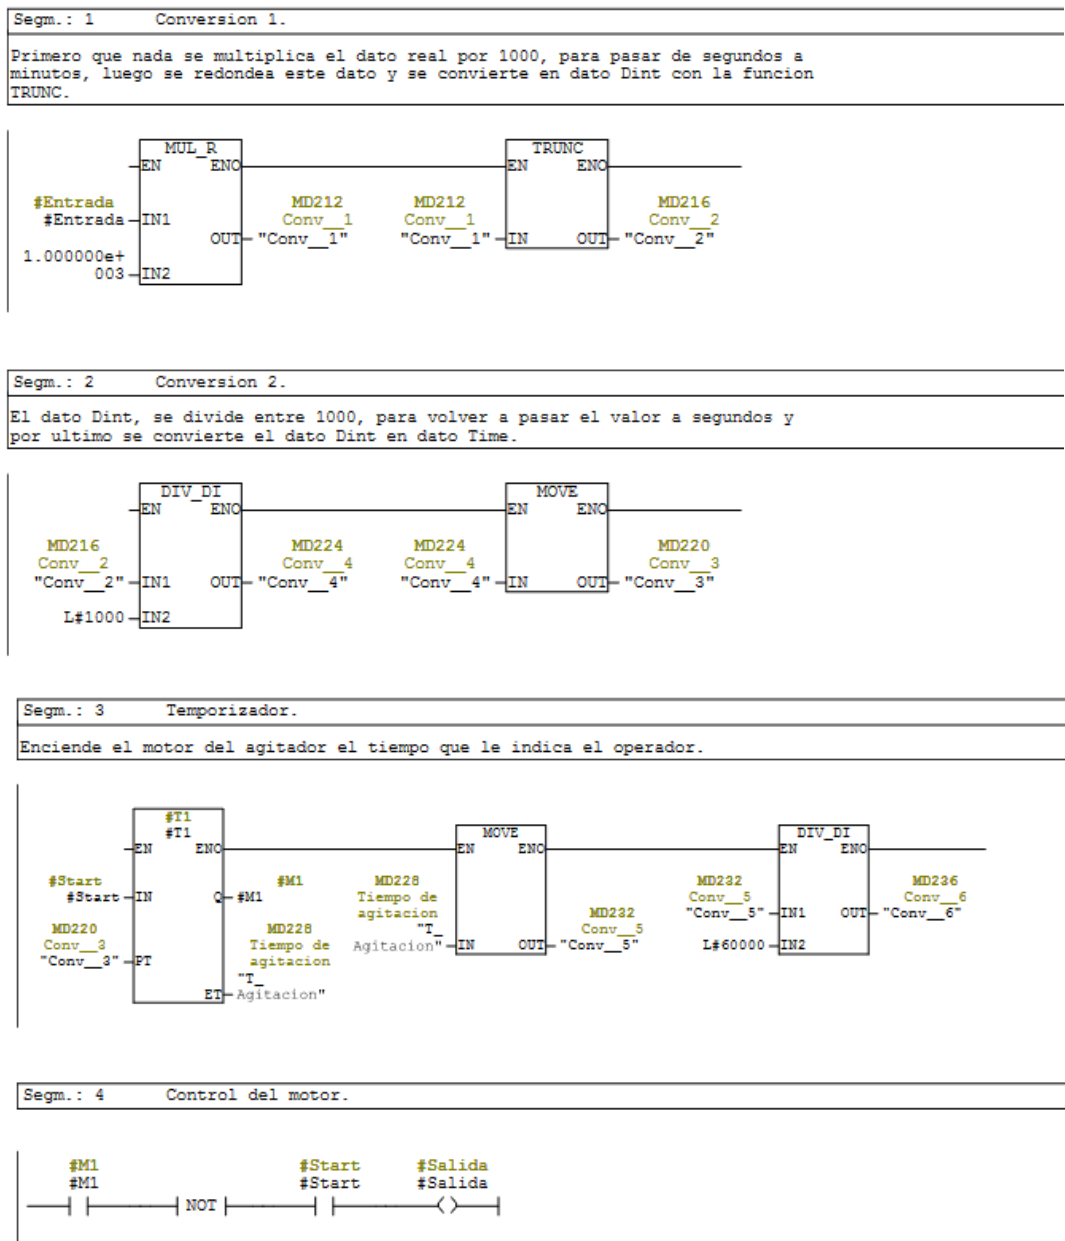 Segm.: 1 Conversion 1.
Primero que nada se multiplica el dato real por 1000, para pasar de segundos a
minutos, luego se redondea este dato y se convierte en dato Dint con la funcion
TRUNC.
MUL_R
EN ENO
#Entrada
#Entrada IN1
1.000000e+
003 IN2
OUT
MD212
Conv__1
"Conv__1"
TRUNC
EN ENO
MD212
Conv__1
"Conv__1" IN
OUT
MD216
Conv__2
"Conv__2"
Segm.: 2 Conversion 2.
El dato Dint, se divide entre 1000, para volver a pasar el valor a segundos y
por ultimo se convierte el dato Dint en dato Time.
DIV_DI
EN ENO
MD216
Conv__2
"Conv__2" IN1
L#1000 IN2
OUT
MD224
Conv__4
"Conv__4"
MOVE
EN ENO
MD224
Conv__4
"Conv__4" IN
OUT
MD220
Conv__3
"Conv__3"
Segm.: 3 Temporizador.
Enciende el motor del agitador el tiempo que le indica el operador.
#T1
#T1
EN ENO
#Start
#Start IN
MD220
Conv__3
"Conv__3" PT
Q
#M1
#M1
ET
MD228
Tiempo de
agitacion
"T_
Agitacion"
MOVE
EN ENO
MD228
Tiempo de
agitacion
"T_
Agitacion" IN
OUT
MD232
Conv__5
"Conv__5"
DIV_DI
EN ENO
MD232
Conv__5
"Conv__5" IN1
L#60000 IN2
OUT
MD236
Conv__6
"Conv__6"
Segm.: 4 Control del motor.
#M1 #Start #Salida
#M1 #Start #Salida
NOT